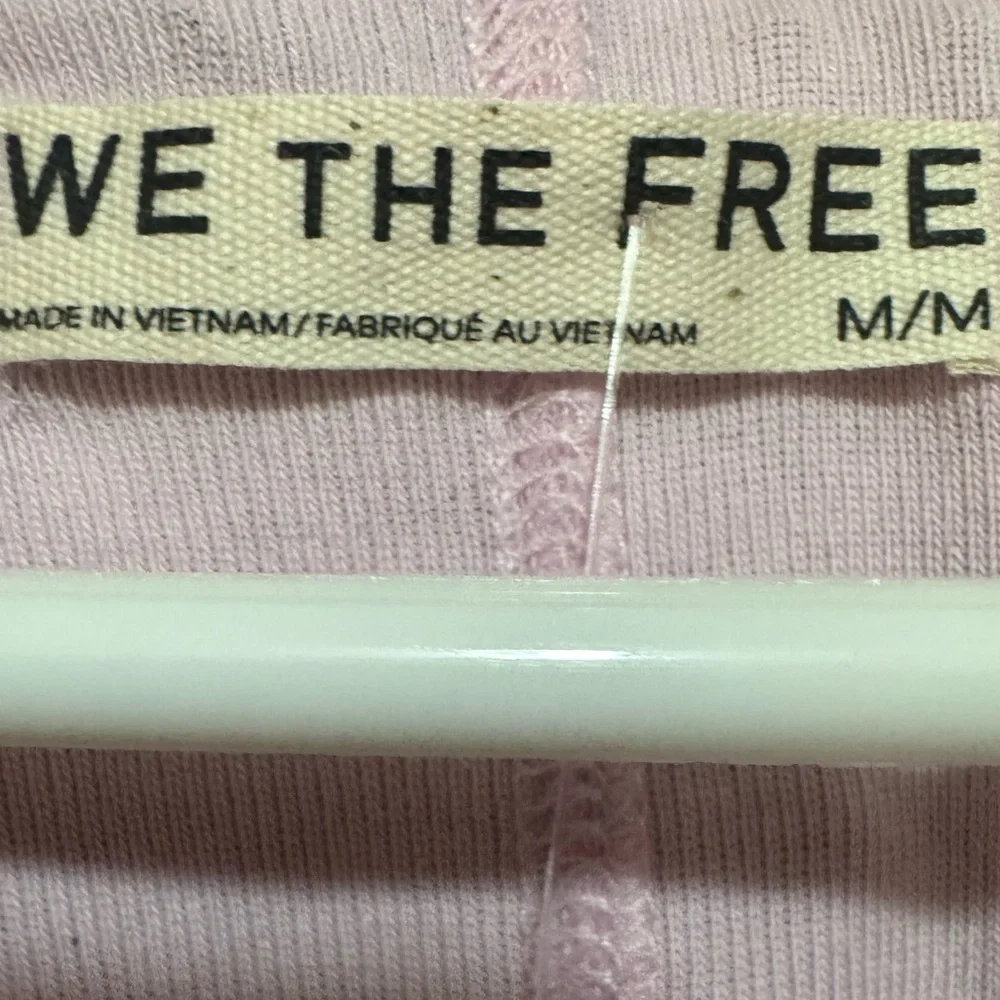 WE THE FREE
MADE IN VIETNAM/FABRIQUÉ AU VIETNAM
M/M